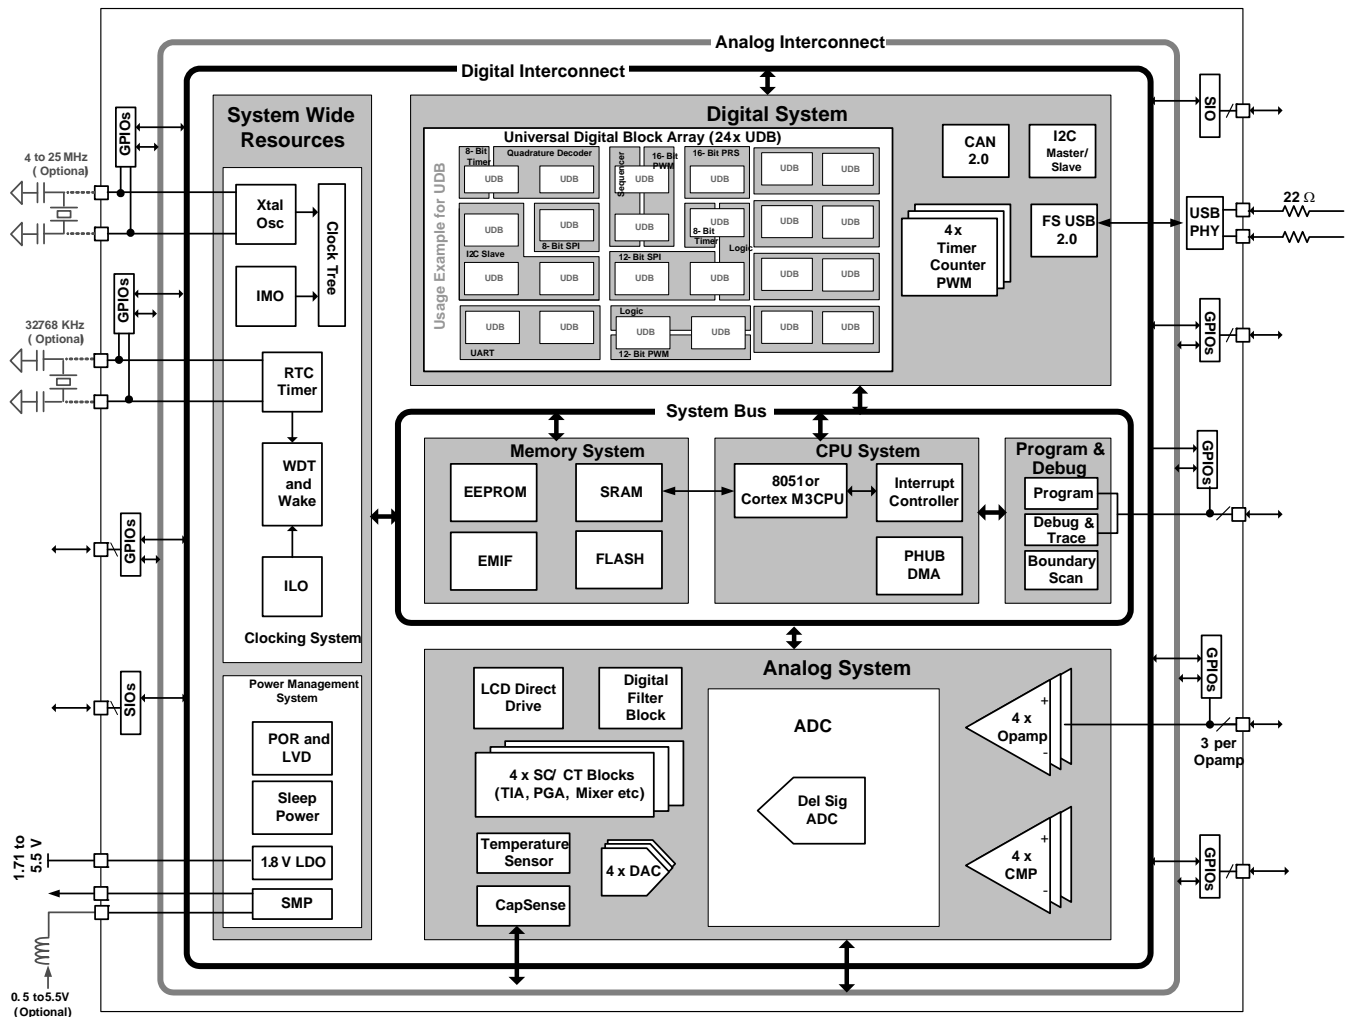 Analog Interconnect
Digital Interconnect
System Wide
Resources
Xtal
Osc
Clock Tree
IMO
RTC
Timer
WDT
and
Wake
ILO
Clocking System
Power Management
System
POR and
LVD
Sleep
Power
1.8 V LDO
SMP
GPIOs
4 to 25 MHz
( Optional)
GPIOs
32768 KHz
( Optional)
GPIOs
SIOs
1.71 to
5.5 V
0. 5 to5.5V
(Optional)
Digital System
Universal Digital Block Array (24x UDB)
Usage Example for UDB
8- Bit
Timer
Quadrature Decoder
Sequencer
16- Bit
PWM
16- Bit PRS
UDB
UDB
UDB
UDB
UDB
UDB
UDB
UDB
UDB
UDB
UDB
UDB
8- Bit SPI
8- Bit
Timer
Logic
I2C Slave
12- Bit SPI
UDB
UDB
UDB
UDB
UDB
UDB
Logic
UDB
UDB
UDB
UDB
UDB
UDB
UART
12- Bit PWM
CAN
2.0
I2C
Master/
Slave
4x
Timer
Counter
PWM
FS USB
2.0
System Bus
Memory System
EEPROM
SRAM
EMIF
FLASH
CPU System
8051or
Cortex M3CPU
Interrupt
Controller
PHUB
DMA
Program &
Debug
Program
Debug &
Trace
Boundary
Scan
Analog System
LCD Direct
Drive
Digital
Filter
Block
4 x SC/ CT Blocks
(TIA, PGA, Mixer etc)
Temperature
Sensor
4 x DAC
CapSense
ADC
Del Sig
ADC
+
4 x
Opamp
-
+
4 x
CMP
-
SIO
USB
PHY
22 Ω
GPIOs
GPIOs
GPIOs
3 per
Opamp
GPIOs